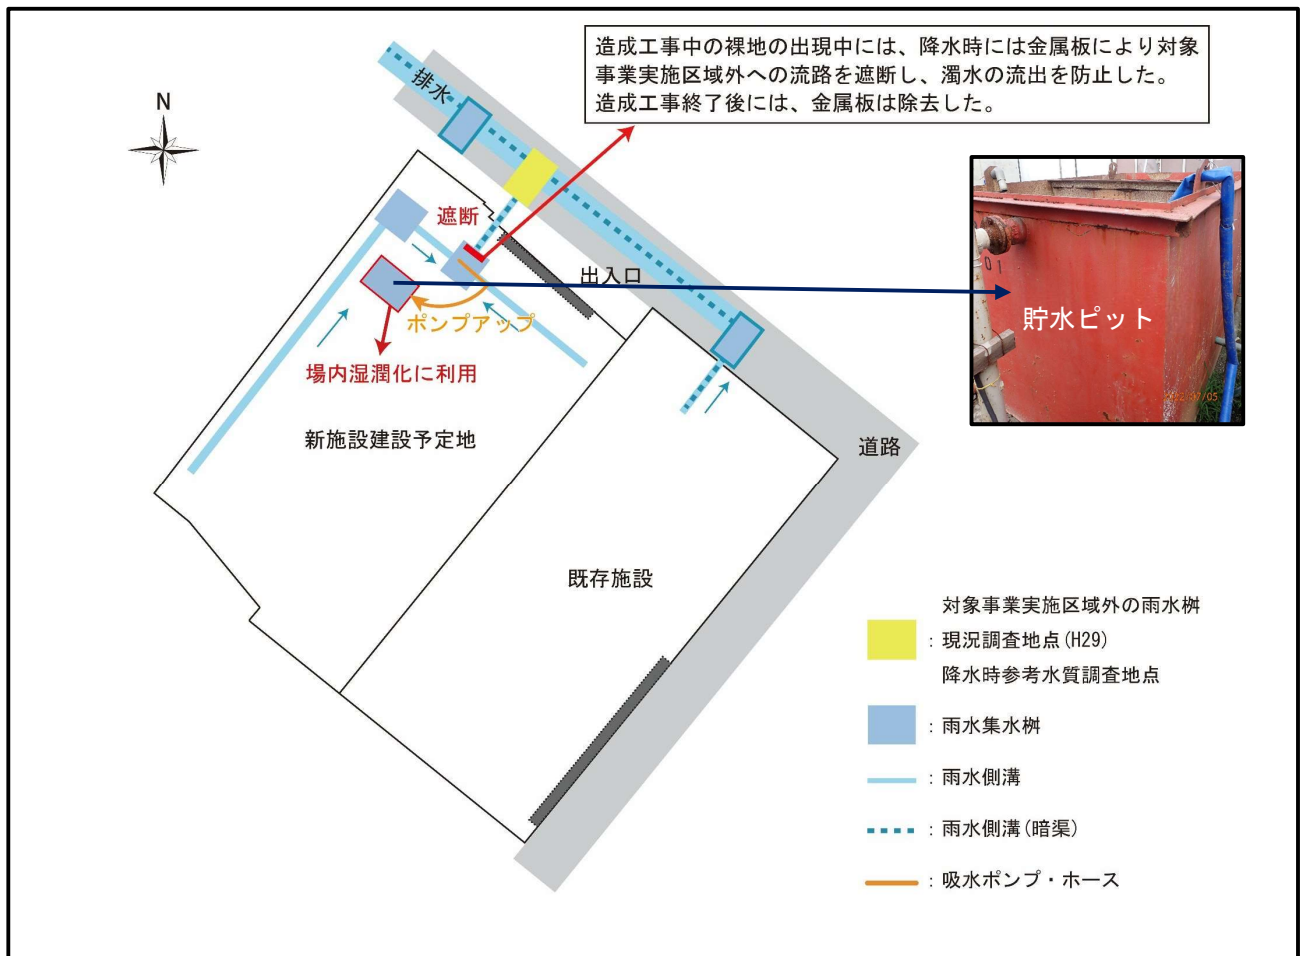 造成工事中の裸地の出現中には、降水時には金属板により対象
事業実施区域外への流路を遮断し、濁水の流出を防止した。
造成工事終了後には、金属板は除去した。
排水
N
遮断
出入口
ポンプアップ
場内湿潤化に利用
新施設建設予定地
01
貯水ピット
道路
既存施設
対象事業実施区域外の雨水桝
：現況調査地点(H29)
降水時参考水質調査地点
：雨水集水桝
：雨水側溝
：雨水側溝(暗渠)
：吸水ポンプ・ホース